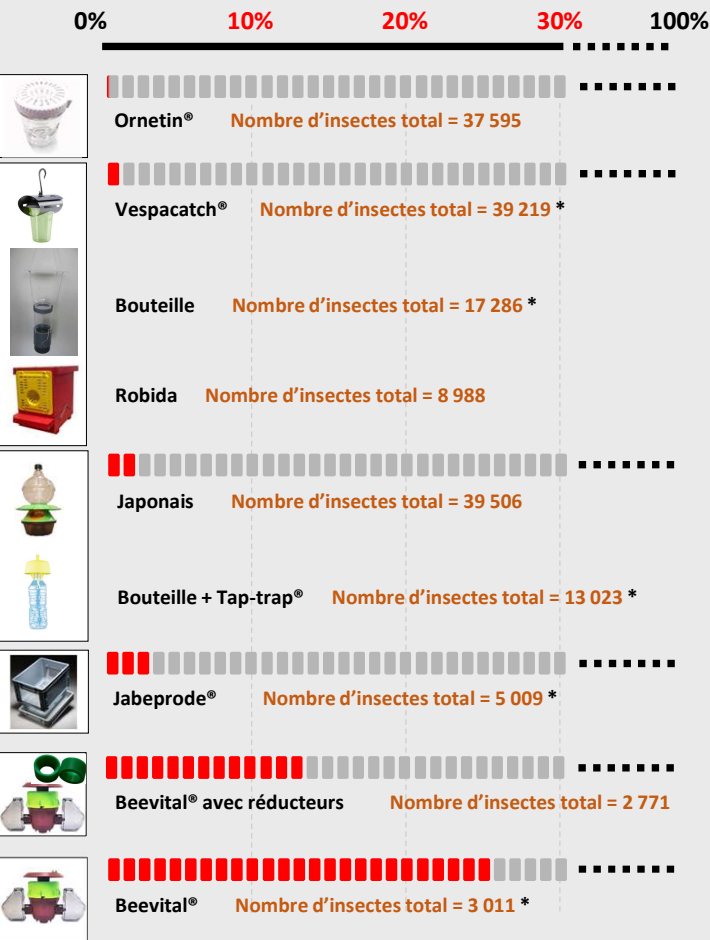 0% 10% 20% 30% 100%
Ornetin® Nombre d'insectes total = 37 595
Vespacatch® Nombre d'insectes total = 39 219 *
Bouteille Nombre d'insectes total = 17 286 *
Robida Nombre d'insectes total = 8 988
Japonais Nombre d'insectes total = 39 506
Bouteille + Tap-trap® Nombre d'insectes total = 13 023 *
Jabeprode® Nombre d'insectes total = 5 009 *
Beevital® avec réducteurs Nombre d'insectes total = 2 771
Beevital® Nombre d'insectes total = 3 011 *